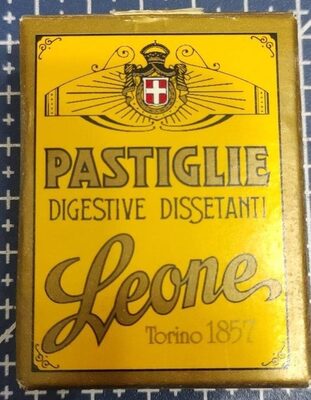 PASTIGLIE
DIGESTIVE DISSETANTI
Leone
Torino 1857